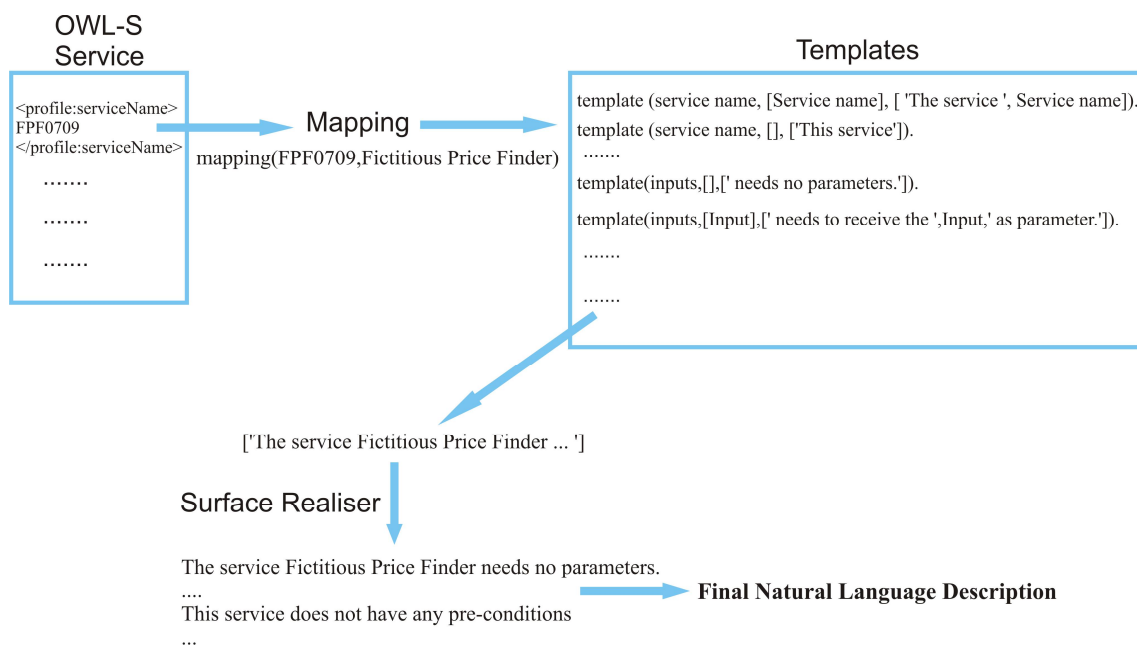 OWL-S
Service
<profile:serviceName>
FPF0709
</profile:serviceName>
.......
.......
.......
Mapping
mapping(FPF0709,Fictitious Price Finder)
Templates
template (service name, [Service name], [ 'The service ', Service name]).
template (service name, [], ['This service']).
.......
template(inputs,[],[' needs no parameters.']).
template(inputs,[Input],[' needs to receive the ',Input,' as parameter.']).
.......
.......
['The service Fictitious Price Finder ... ']
Surface Realiser
The service Fictitious Price Finder needs no parameters.
....
This service does not have any pre-conditions
...
Final Natural Language Description